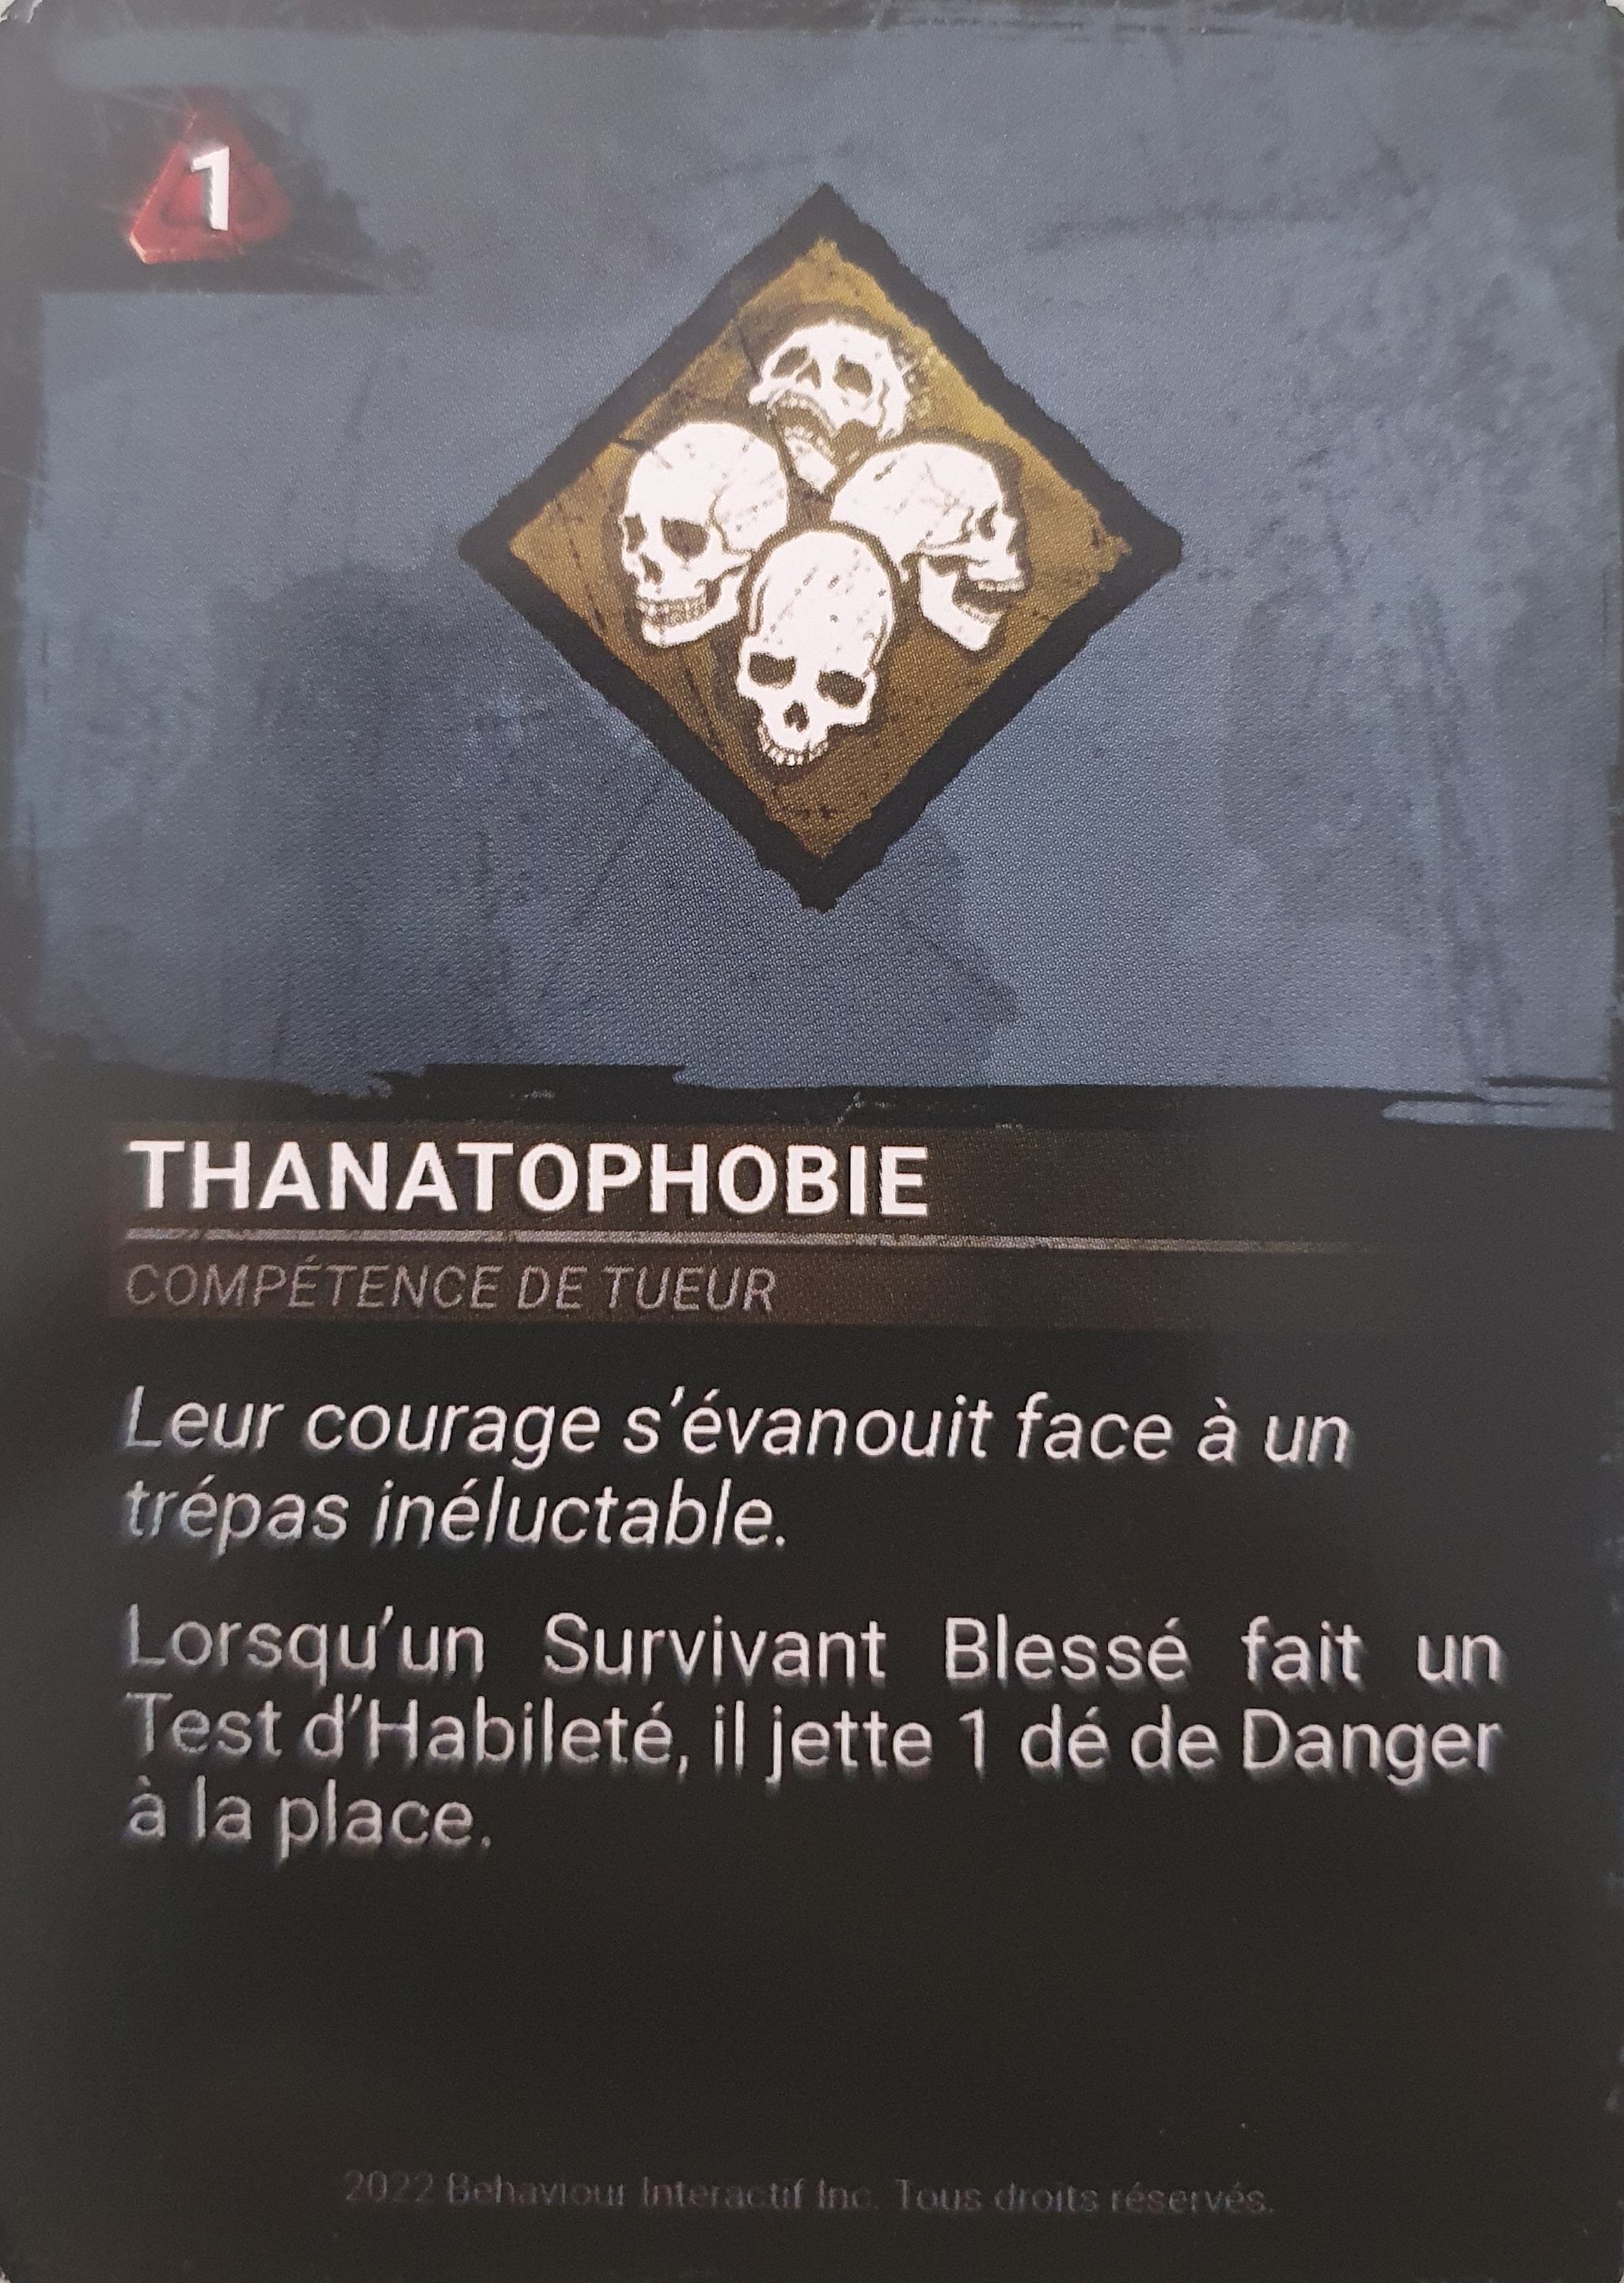 1
THANATOPHOBIE
COMPÉTENCE DE TUEUR
Leur courage s'évanouit face à un
trépas inéluctable.
Lorsqu'un Survivant Blessé fait un
Test d'Habileté, il jette 1 dé de Danger
à la place.
2022 Behaviour Interactif Inc. Tous droits réservés.